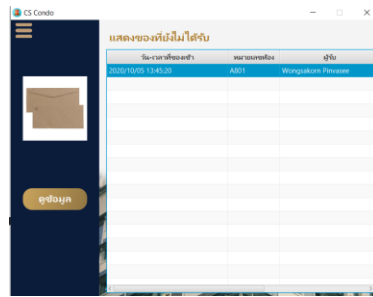 CS Condo
แสดงของที่ยังไม่ได้รับ
วัน-เวลาที่ของเข้า หมายเลขห้อง ผู้รับ
2020/10/05 13:45:20 A801 Wongsakorn Pinvasee
ดูข้อมูล